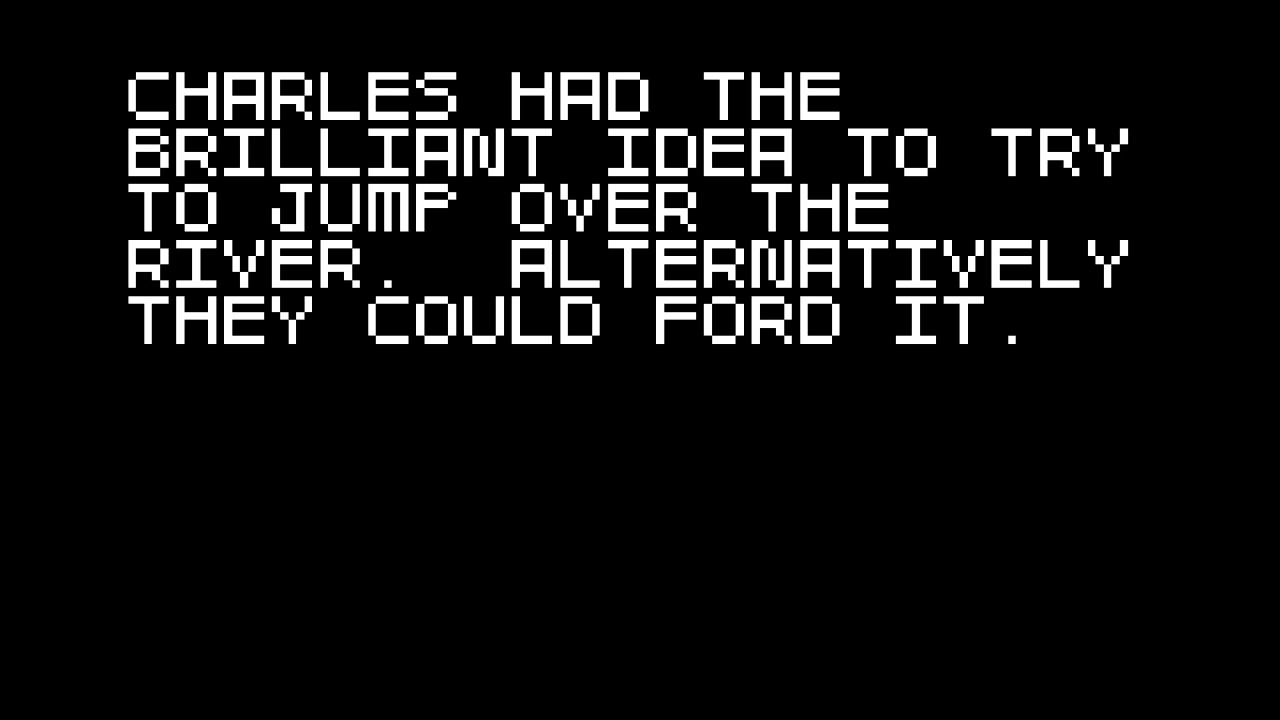 CHARLES HAD THE
BRILLIANT IDEA TO TRY
TO JUMP OVER THE
RIVER.  ALTERNATIVELY
THEY COULD FORD IT.